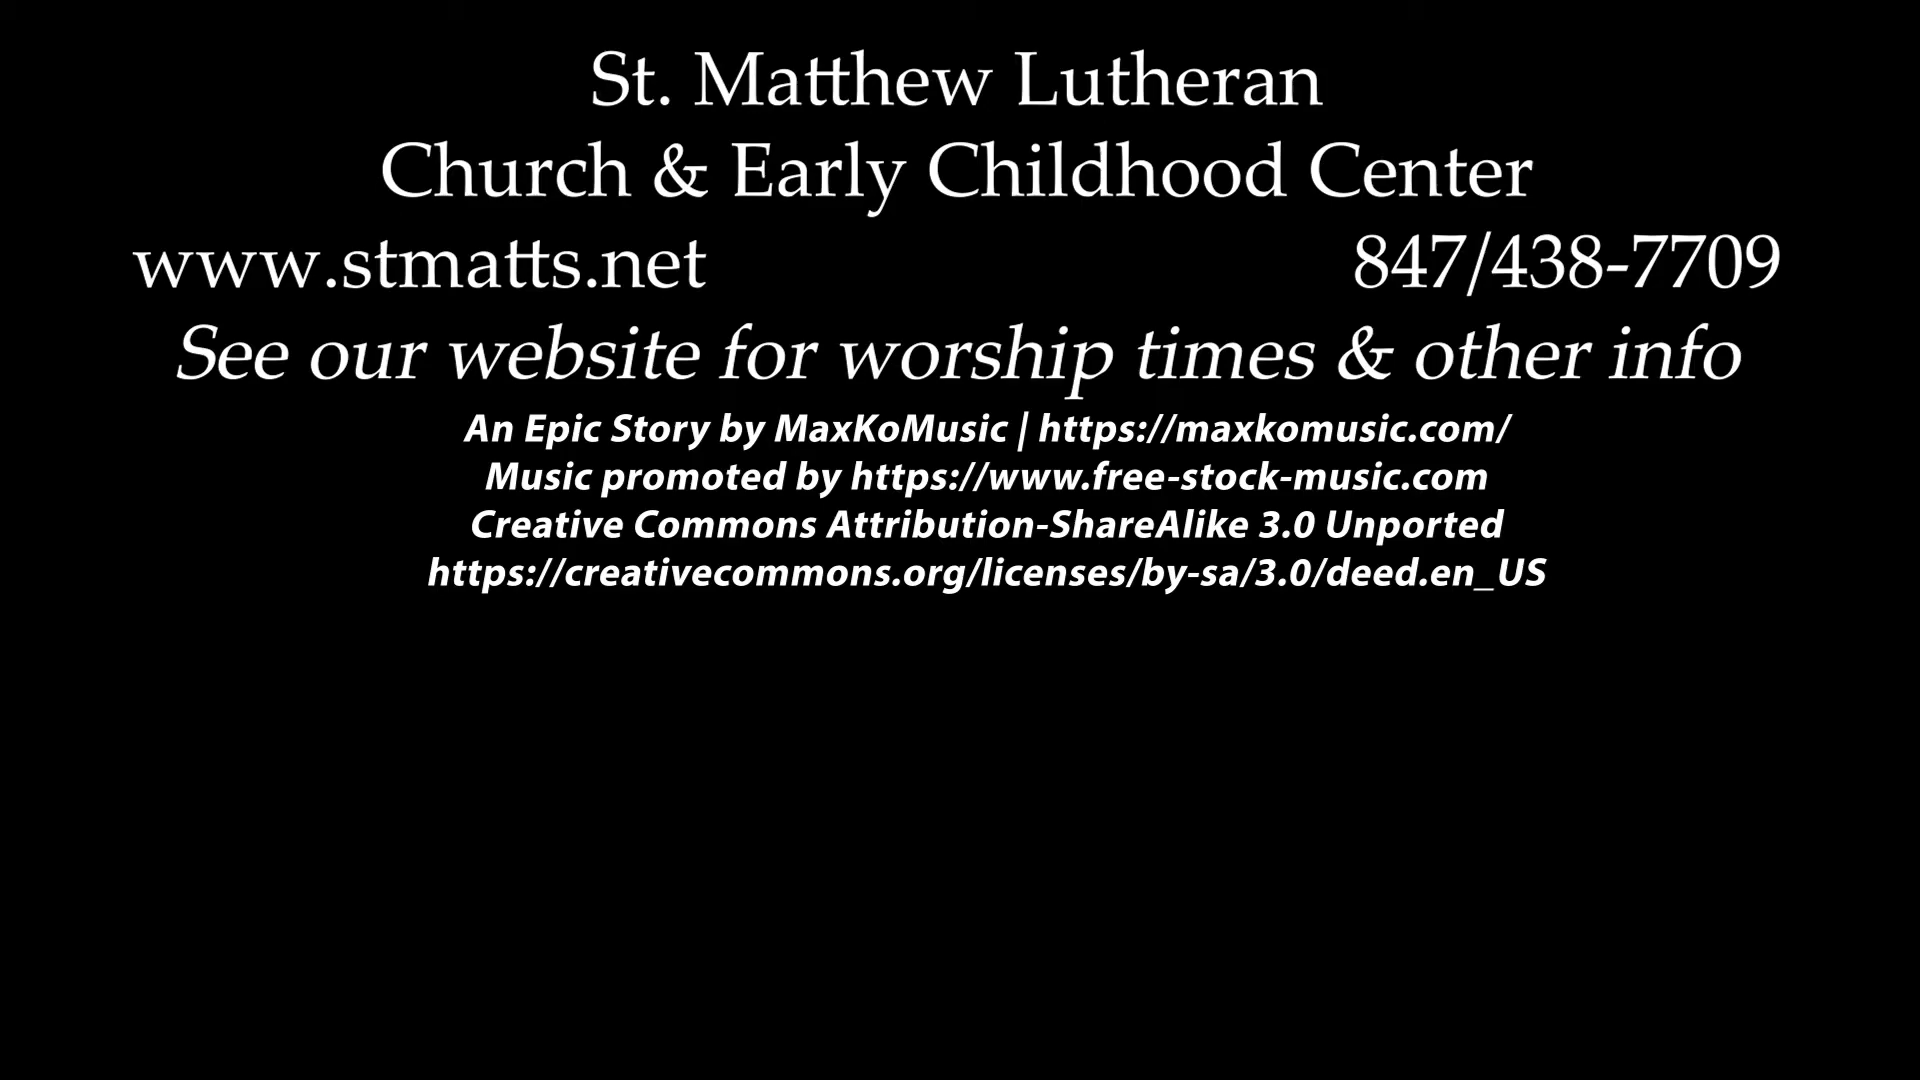 St. Matthew Lutheran
Church & Early Childhood Center
www.stmatts.net 847/438-7709
See our website for worship times & other info
An Epic Story by MaxKoMusic | https://maxkomusic.com/
Music promoted by https://www.free-stock-music.com
Creative Commons Attribution-ShareAlike 3.0 Unported
https://creativecommons.org/licenses/by-sa/3.0/deed.en_US